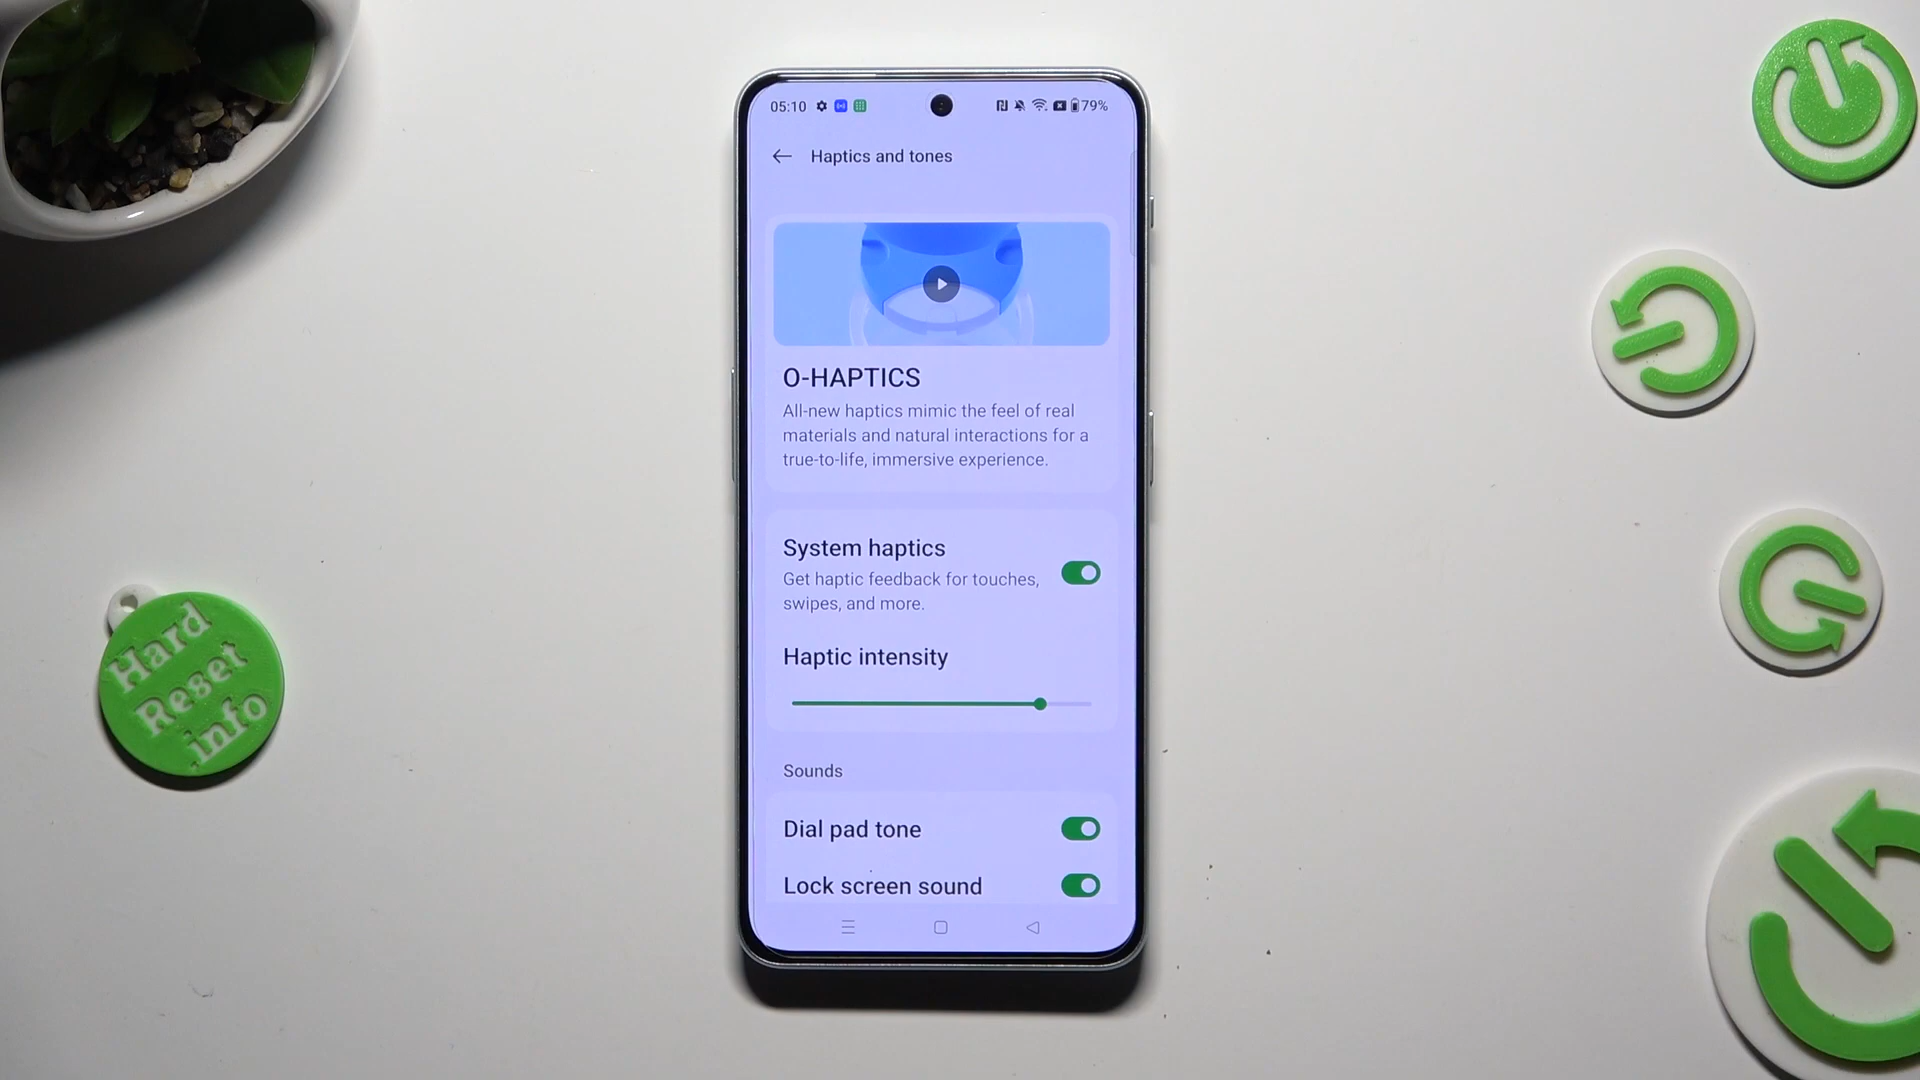 05:10 79%
Haptics and tones
O-HAPTICS
All-new haptics mimic the feel of real
materials and natural interactions for a
true-to-life, immersive experience.
System haptics
Get haptic feedback for touches,
swipes, and more.
Haptic intensity
Sounds
Dial pad tone
Lock screen sound
Hard
Reset
.info